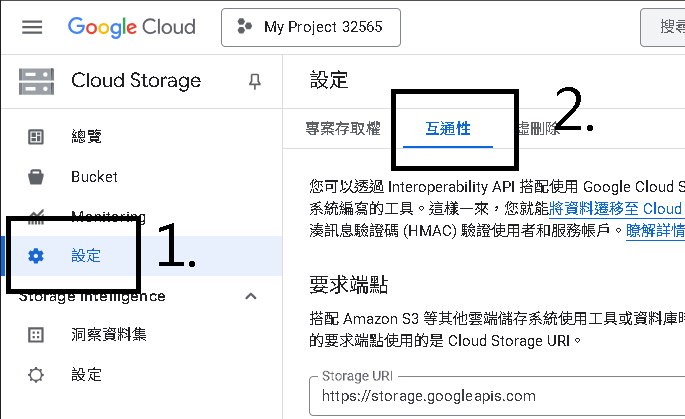 Google Cloud
My Project 32565
搜尋
Cloud Storage
設定
總覽
Bucket
Monitoring
設定
1.
Storage Intelligence
洞察資料集
設定
專案存取權
互通性
虛刪除
2.
您可以透過 Interoperability API 搭配使用 Google Cloud S
系統編寫的工具。這樣一來，您就能將資料遷移至 Cloud
湊訊息驗證碼 (HMAC) 驗證使用者和服務帳戶。瞭解詳情
要求端點
搭配 Amazon S3 等其他雲端儲存系統使用工具或資料庫時
的要求端點使用的是 Cloud Storage URI。
Storage URI
https://storage.googleapis.com